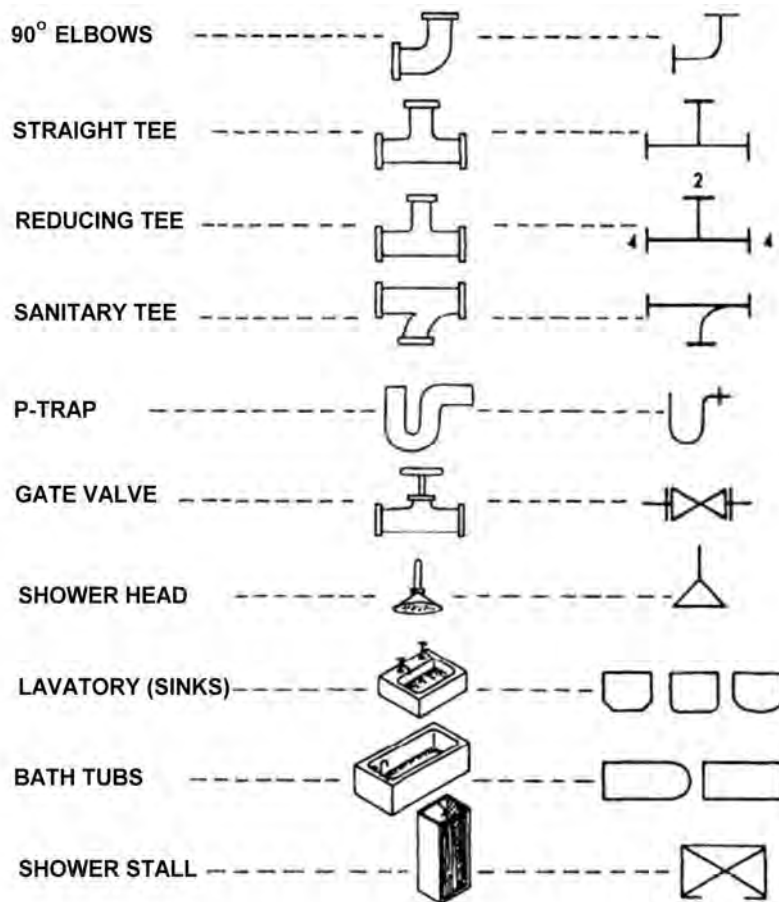 90° ELBOWS
STRAIGHT TEE
2
REDUCING TEE
4 4
SANITARY TEE
P-TRAP
GATE VALVE
SHOWER HEAD
LAVATORY (SINKS)
BATH TUBS
SHOWER STALL